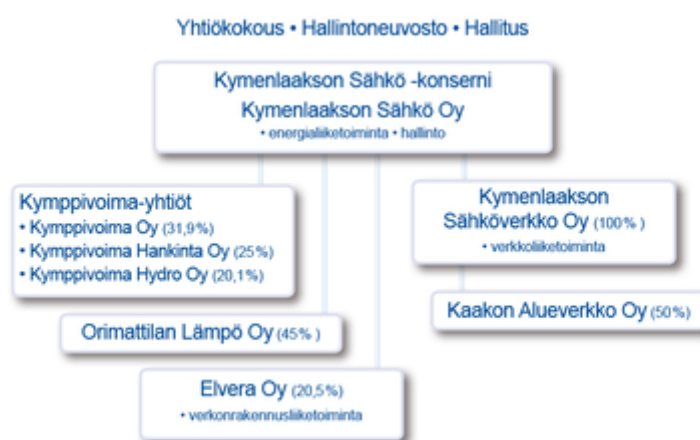 Yhtiökokous • Hallintoneuvosto • Hallitus
Kymenlaakson Sähkö -konserni
Kymenlaakson Sähkö Oy
• energialiiketoiminta • hallinto
Kymppivoima-yhtiöt
• Kymppivoima Oy (31,9%)
• Kymppivoima Hankinta Oy (25%)
• Kymppivoima Hydro Oy (20,1%)
Kymenlaakson
Sähköverkko Oy (100% )
• verkkoliiketoiminta
Kaakon Alueverkko Oy (50%)
Orimattilan Lämpö Oy (45% )
Elvera Oy (20,5%)
• verkonrakennusliiketoiminta